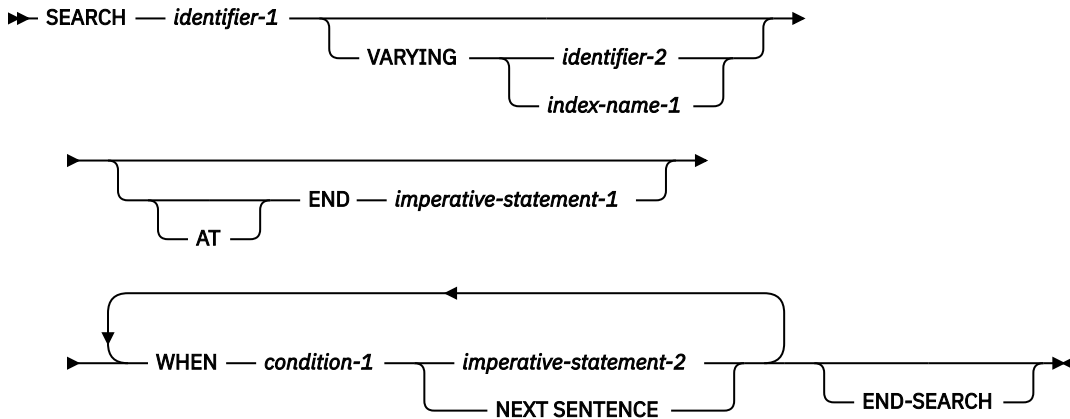 SEARCH identifier-1
VARYING identifier-2
index-name-1
END imperative-statement-1
AT
WHEN condition-1 imperative-statement-2
NEXT SENTENCE END-SEARCH